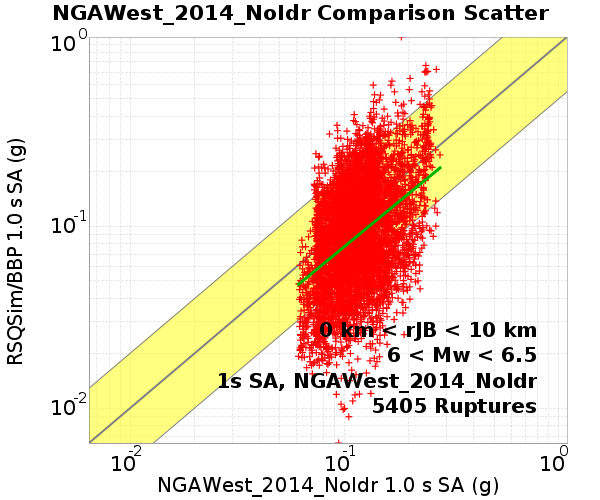 NGAWest_2014_NoIdr Comparison Scatter
RSQSim/BBP 1.0 s SA (g)
10^0
10^-1
10^-2
0 km < rJB < 10 km
6 < Mw < 6.5
1s SA, NGAWest_2014_NoIdr
5405 Ruptures
10^-2 10^-1 10^0
NGAWest_2014_NoIdr 1.0 s SA (g)